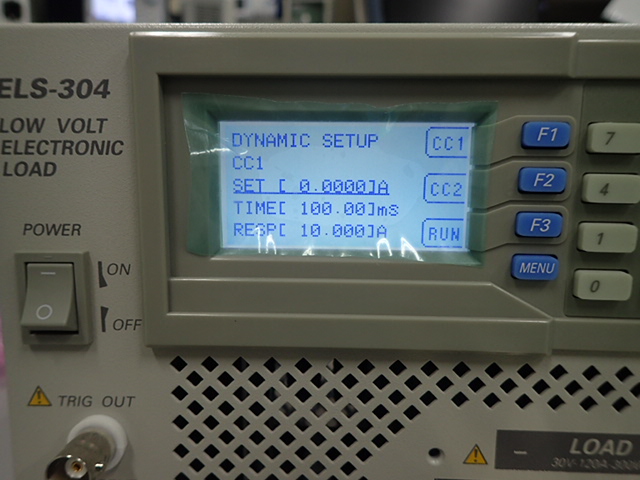 ELS-304
LOW VOLT
ELECTRONIC
LOAD
POWER
ON
OFF
TRIG OUT
DYNAMIC SETUP
CC1
SET [ 0.0000]A
TIME[ 100.00]mS
RESP[ 10.000]A
CC1
CC2
RUN
F1
F2
F3
MENU
7
4
1
0
LOAD